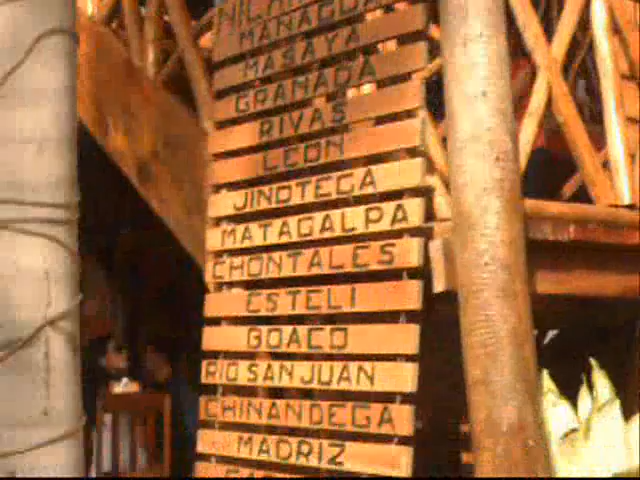 MANAGUA
MASAYA
GRANADA
RIVAS
LEON
JINOTEGA
MATAGALPA
CHONTALES
ESTELI
BOACO
RIO SAN JUAN
CHINANDEGA
MADRIZ